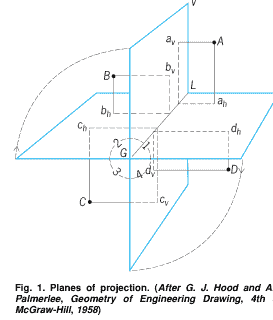 V
a_v
A
B
b_v
L
b_h
a_h
c_h
d_h
2
1
G
3
4
d_v
D
C
c_v
Fig. 1. Planes of projection. (After G. J. Hood and A.
Palmerlee, Geometry of Engineering Drawing, 4th
McGraw-Hill, 1958)